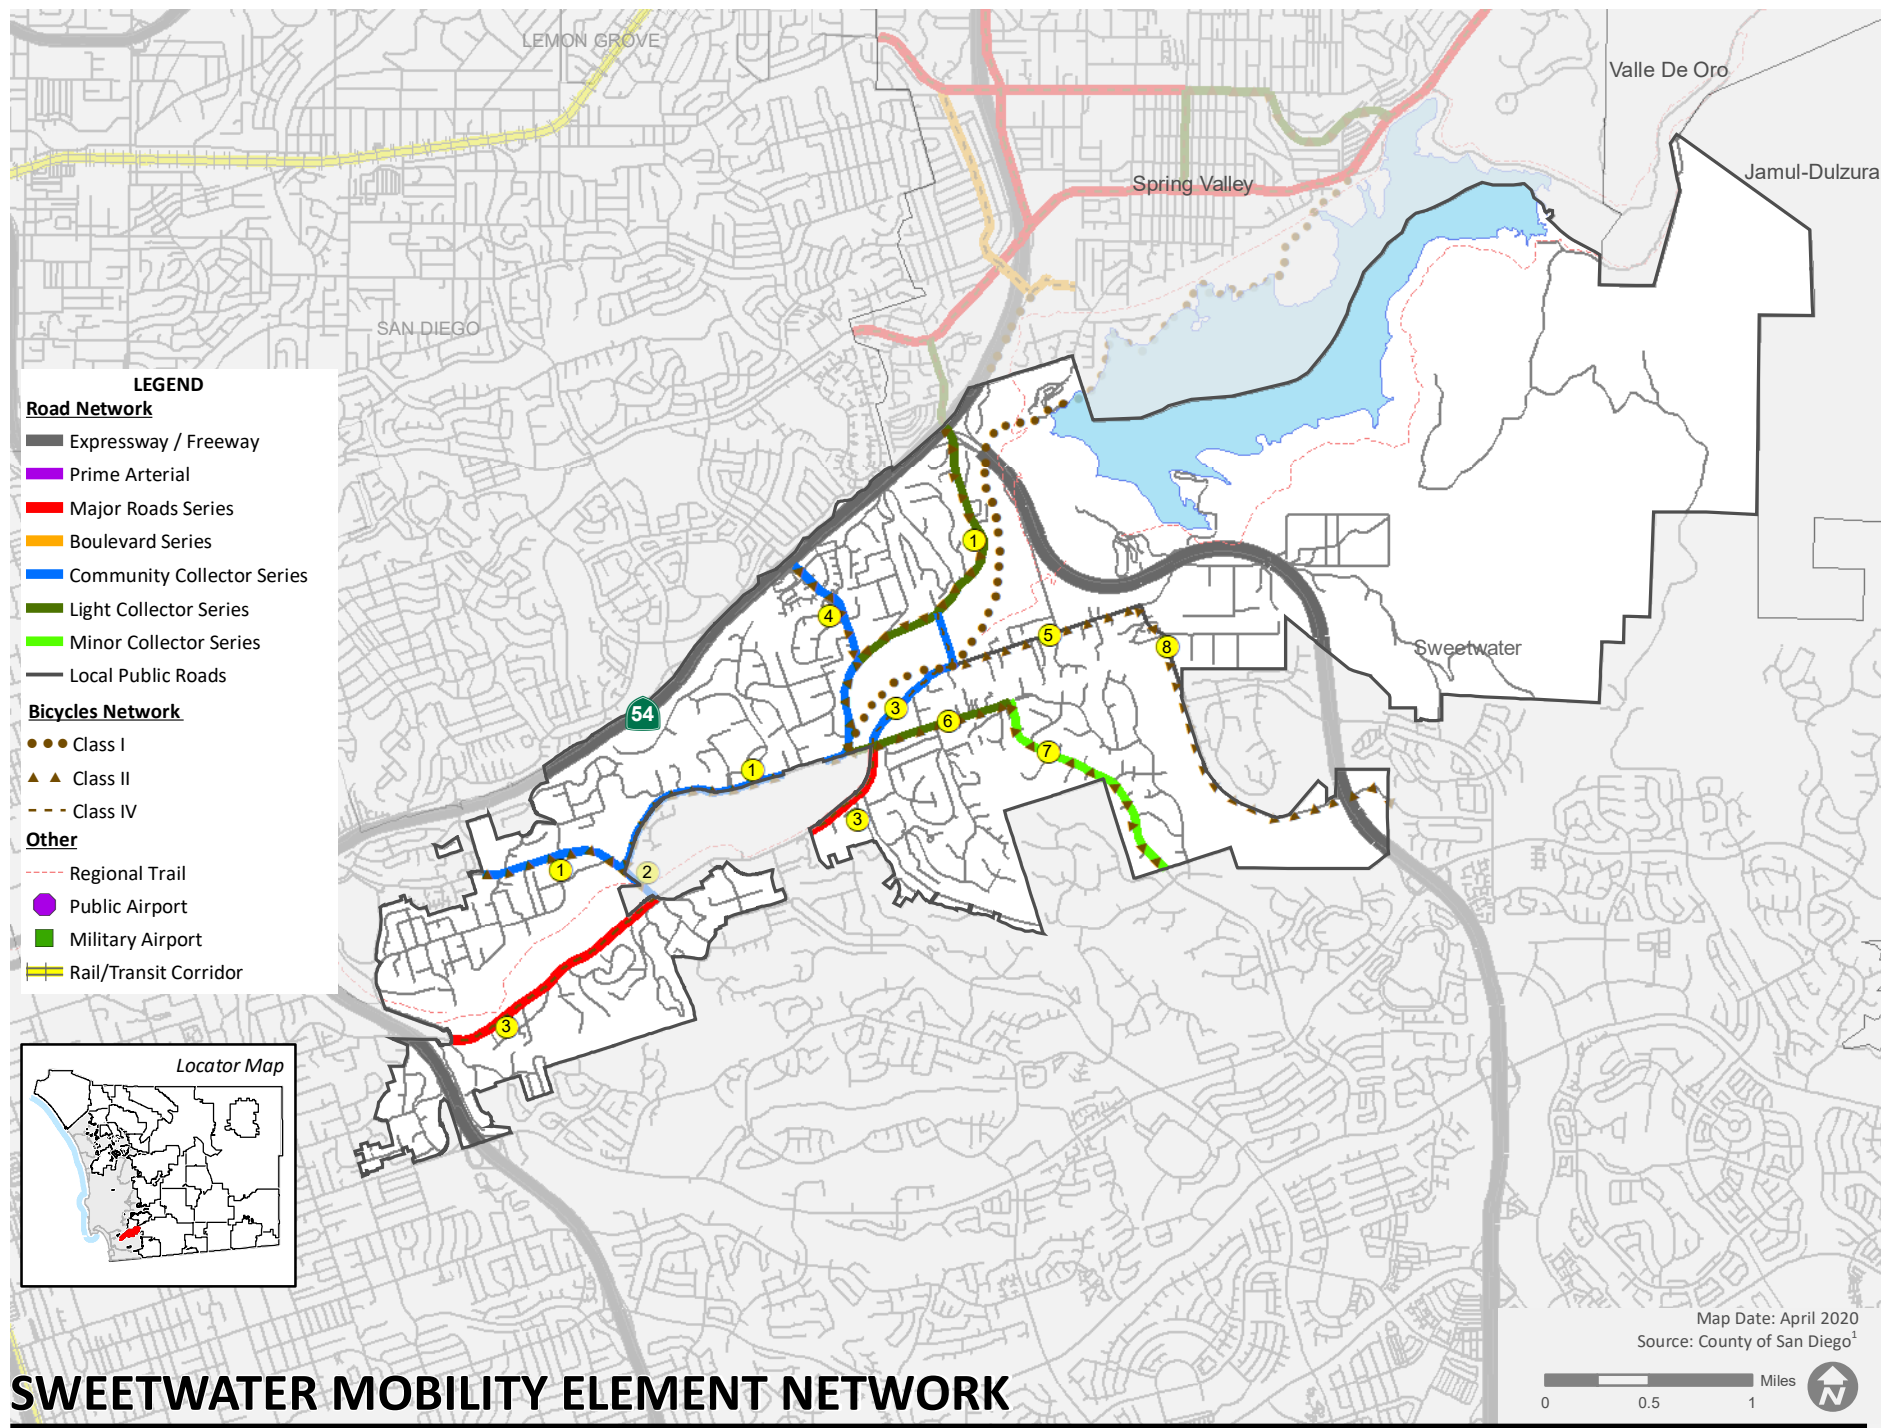 LEMON GROVE
Valle De Oro
Jamul-Dulzura
Spring Valley
SAN DIEGO
LEGEND
Road Network
Expressway / Freeway
Prime Arterial
Major Roads Series
Boulevard Series
Community Collector Series
Light Collector Series
Minor Collector Series
Local Public Roads
Bicycles Network
Class I
Class II
Class IV
Other
Regional Trail
Public Airport
Military Airport
Rail/Transit Corridor
1
4
5
8
Sweetwater
54
3
6
7
1
3
1
2
3
Locator Map
Map Date: April 2020
Source: County of San Diego1
Miles
0 0.5 1
N
SWEETWATER MOBILITY ELEMENT NETWORK